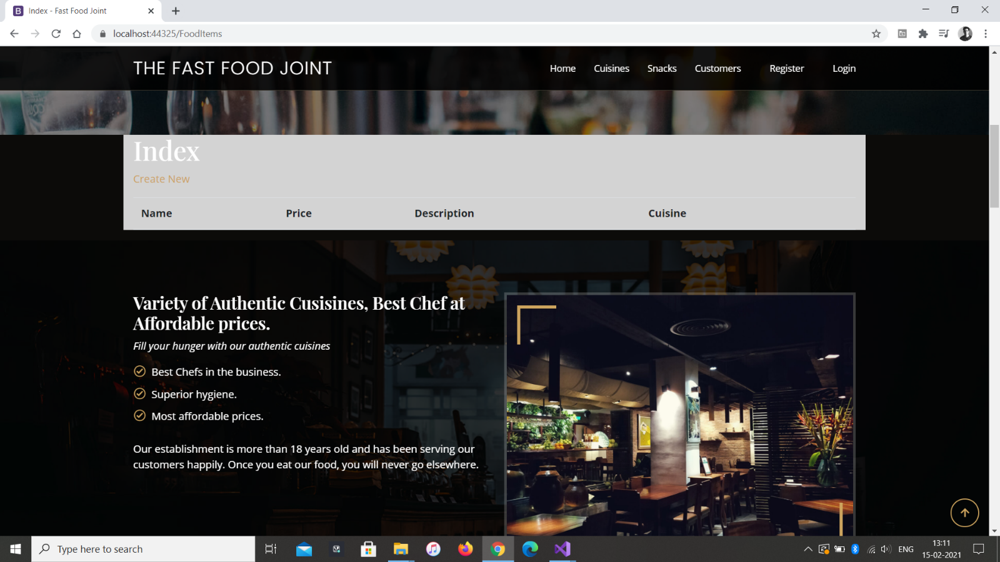 Index - Fast Food Joint
localhost:44325/FoodItems
THE FAST FOOD JOINT
Home Cuisines Snacks Customers Register Login
Index
Create New
Name Price Description Cuisine
Variety of Authentic Cusisines, Best Chef at
Affordable prices.
Fill your hunger with our authentic cuisines
Best Chefs in the business.
Superior hygiene.
Most affordable prices.
Our establishment is more than 18 years old and has been serving our
customers happily. Once you eat our food, you will never go elsewhere.
Type here to search
ENG
13:11
15-02-2021